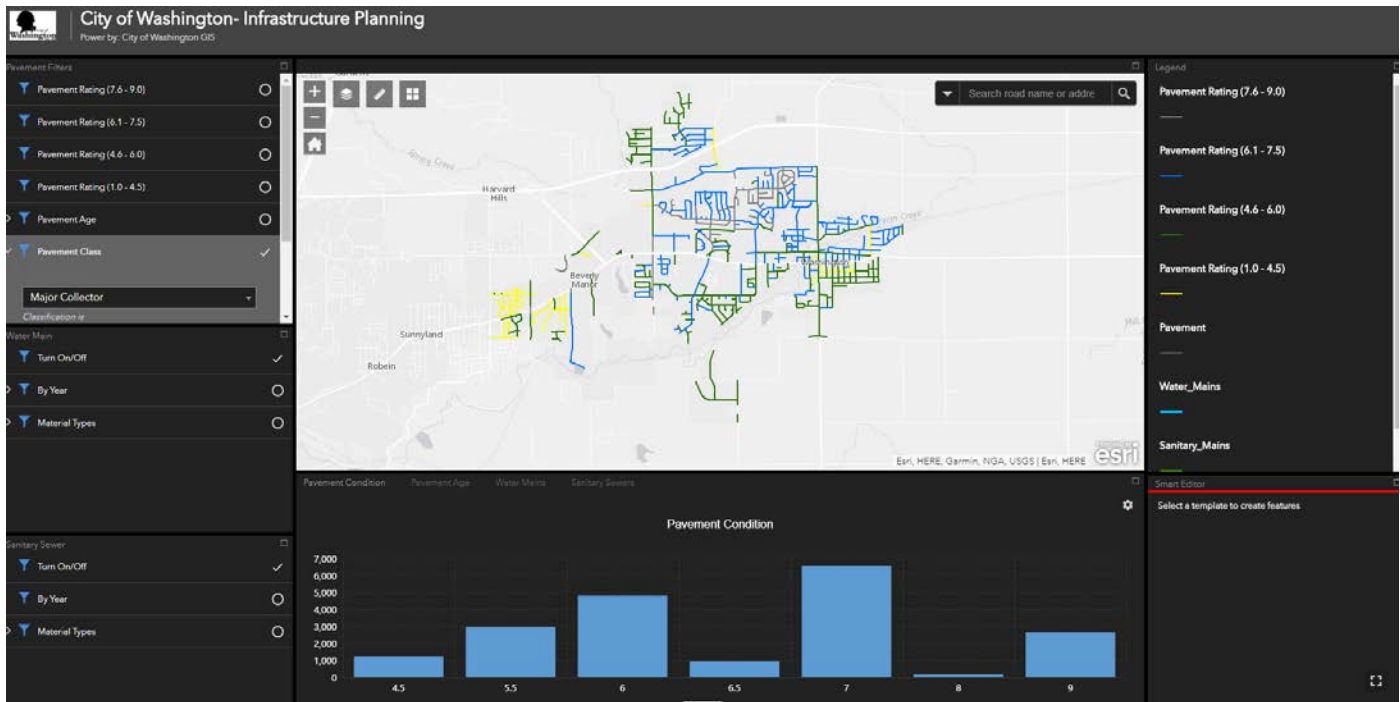 City of Washington- Infrastructure Planning
Washington
Power by: City of Washington GIS
Pavement Filters
Pavement Rating (7.6 - 9.0)
Pavement Rating (6.1 - 7.5)
Pavement Rating (4.6 - 6.0)
Pavement Rating (1.0 - 4.5)
Pavement Age
Pavement Class
Major Collector
Classification is
Water Main
Turn On/Off
By Year
Material Types
Sanitary Sewer
Turn On/Off
By Year
Material Types
Search road name or addre
Harvard
Hills
Beverly
Manor
Washington
Sunnyland
Robein
Esri, HERE, Garmin, NGA, USGS | Esri, HERE
esri
Pavement Condition
Pavement Age
Water Mains
Sanitary Sewers
Pavement Condition
7,000
6,000
5,000
4,000
3,000
2,000
1,000
0
4.5 5.5 6 6.5 7 8 9
Legend
Pavement Rating (7.6 - 9.0)
Pavement Rating (6.1 - 7.5)
Pavement Rating (4.6 - 6.0)
Pavement Rating (1.0 - 4.5)
Pavement
Water_Mains
Sanitary_Mains
Smart Editor
Select a template to create features